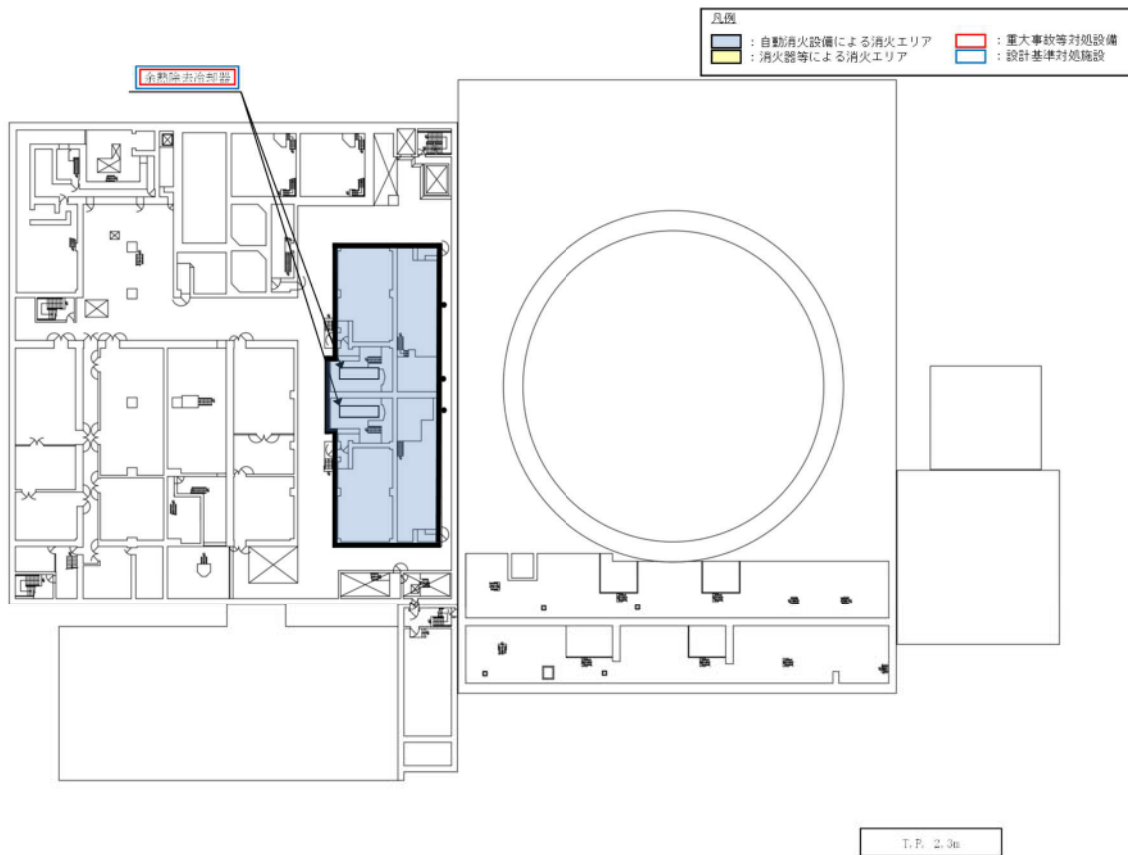 凡例
：自動消火設備による消火エリア
：重大事故等対処設備
：消火器等による消火エリア
：設計基準対処施設
余熱除去冷却器
T.P. 2.3m